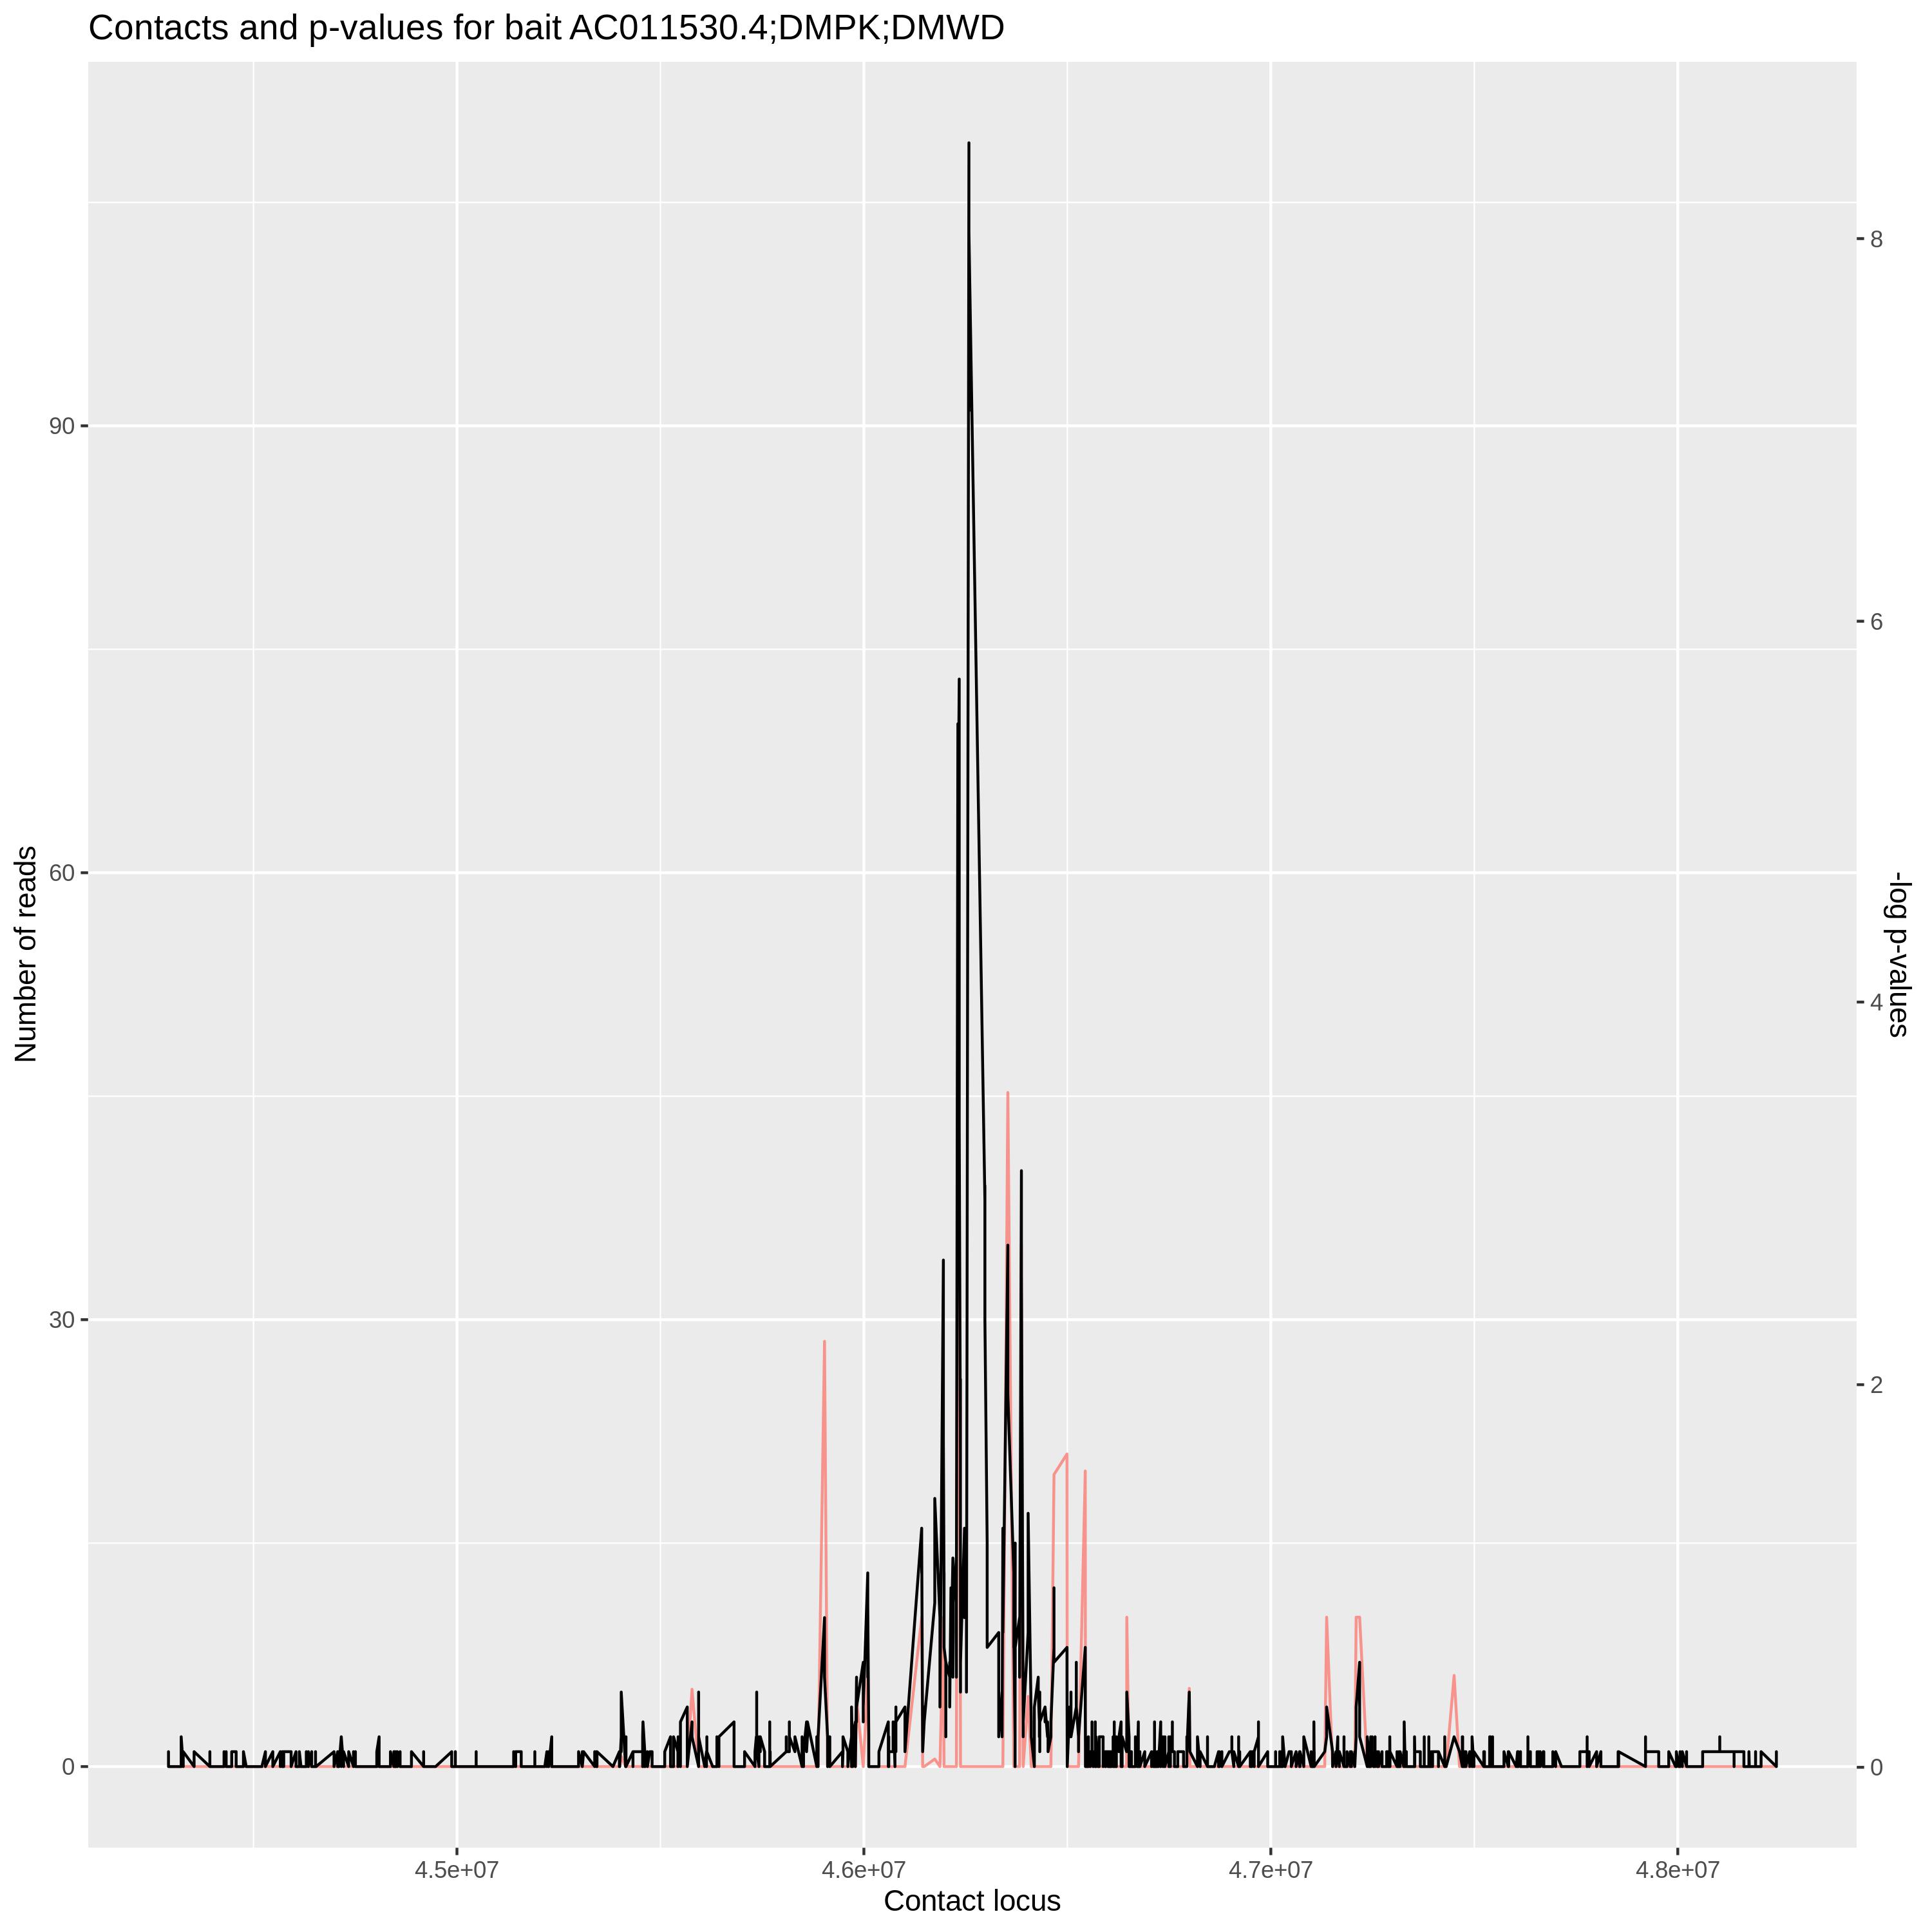 Contacts and p-values for bait AC011530.4;DMPK;DMWD
90
60
30
0
Number of reads
8
6
4
2
0
-log p-values
4.5e+07 4.6e+07 4.7e+07 4.8e+07
Contact locus